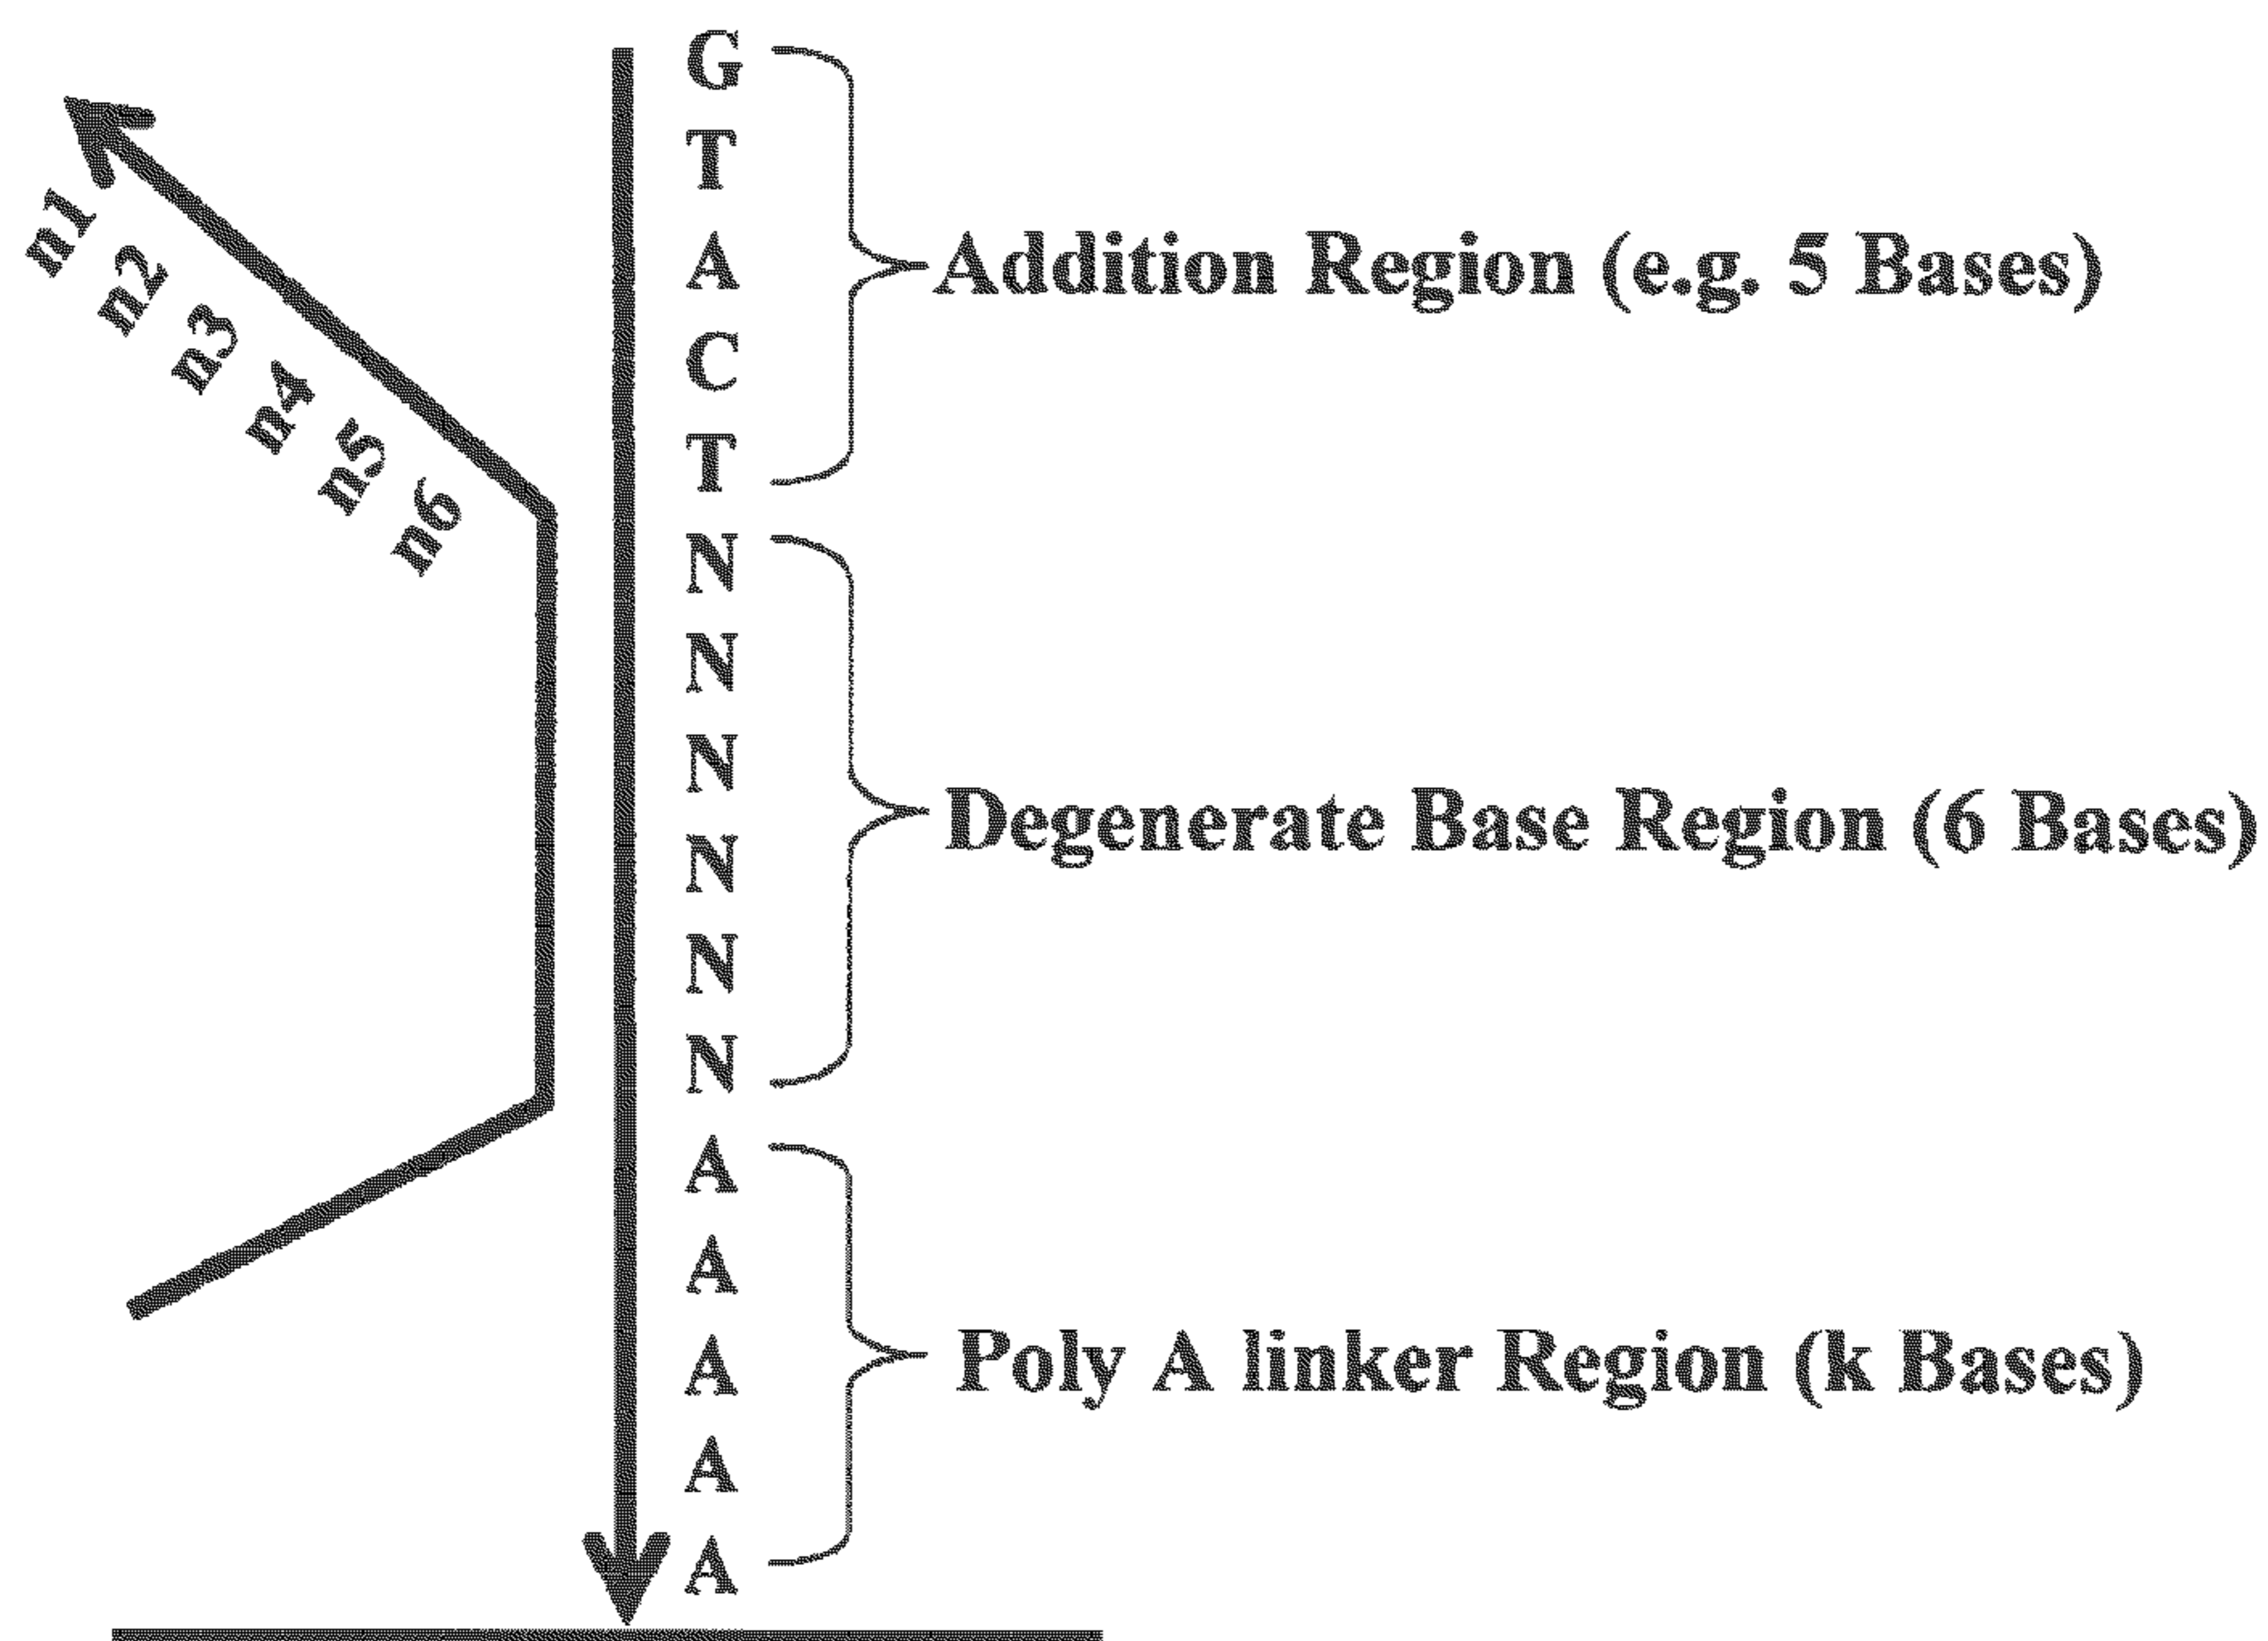 n1
n2
n3
n4
n5
n6
G
T
A
C
T
Addition Region (e.g. 5 Bases)
N
N
N
N
N
N
Degenerate Base Region (6 Bases)
A
A
A
A
A
Poly A linker Region (k Bases)